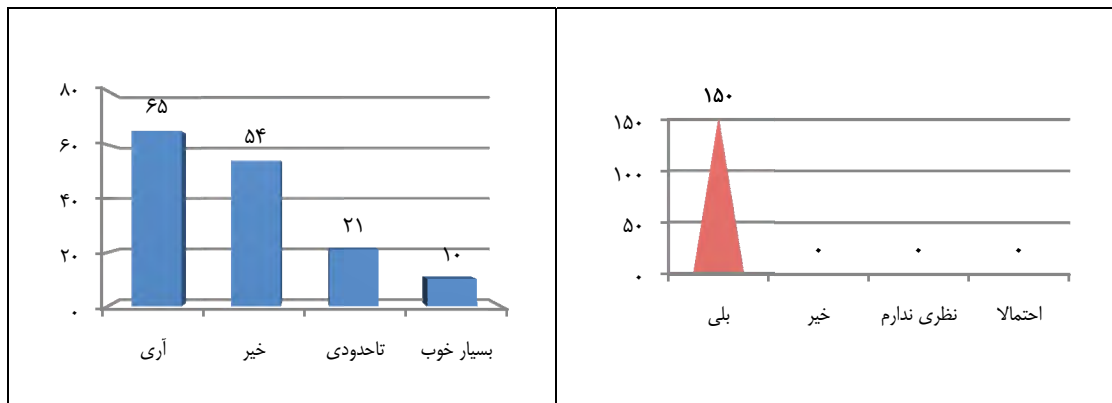 ۸۰
۶۰
۴۰
۲۰
۰
۶۵
۵۴
۲۱
۱۰
آری
خیر
تاحدودی
بسیار خوب
۱۵۰
۱۰۰
۵۰
۰
۱۵۰
۰
۰
۰
بلی
خیر
نظری ندارم
احتمالا